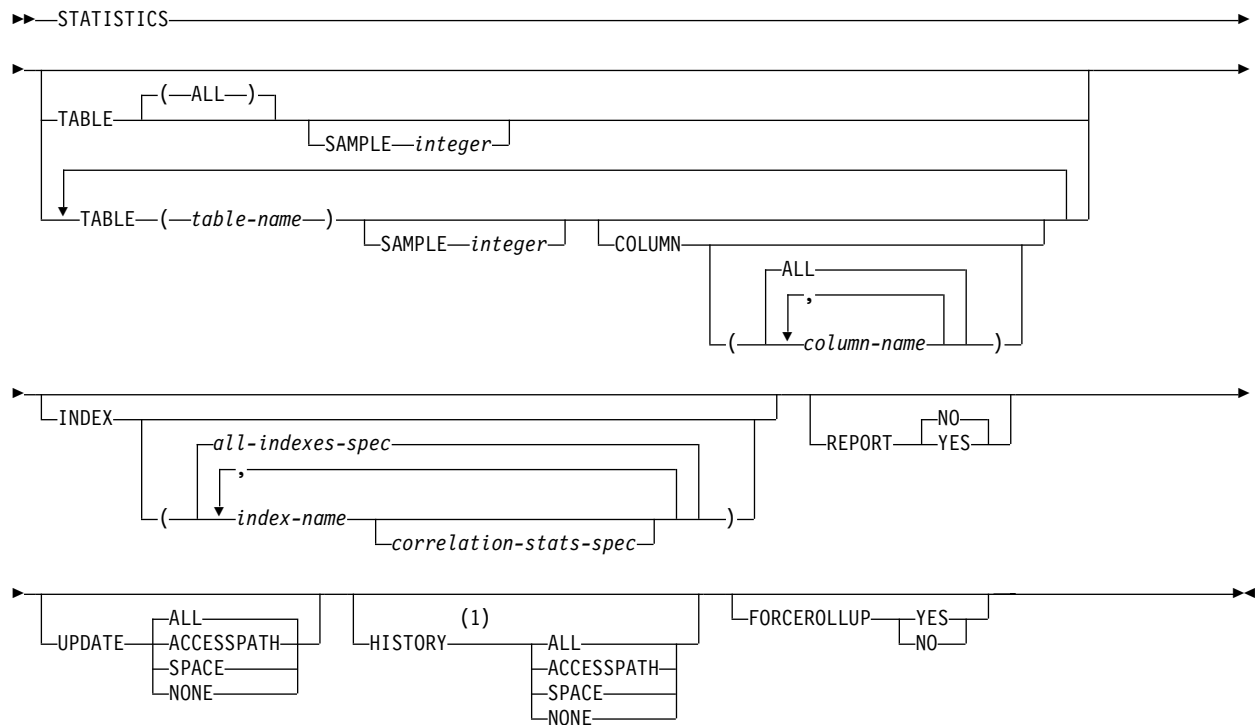 STATISTICS
( ALL )
TABLE
SAMPLE integer
TABLE ( table-name )
SAMPLE integer
COLUMN
ALL
,
( column-name )
INDEX
all-indexes-spec
,
( index-name )
correlation-stats-spec
REPORT
NO
YES
UPDATE
ALL
ACCESSPATH
SPACE
NONE
(1)
HISTORY
ALL
ACCESSPATH
SPACE
NONE
FORCEROLLUP
YES
NO